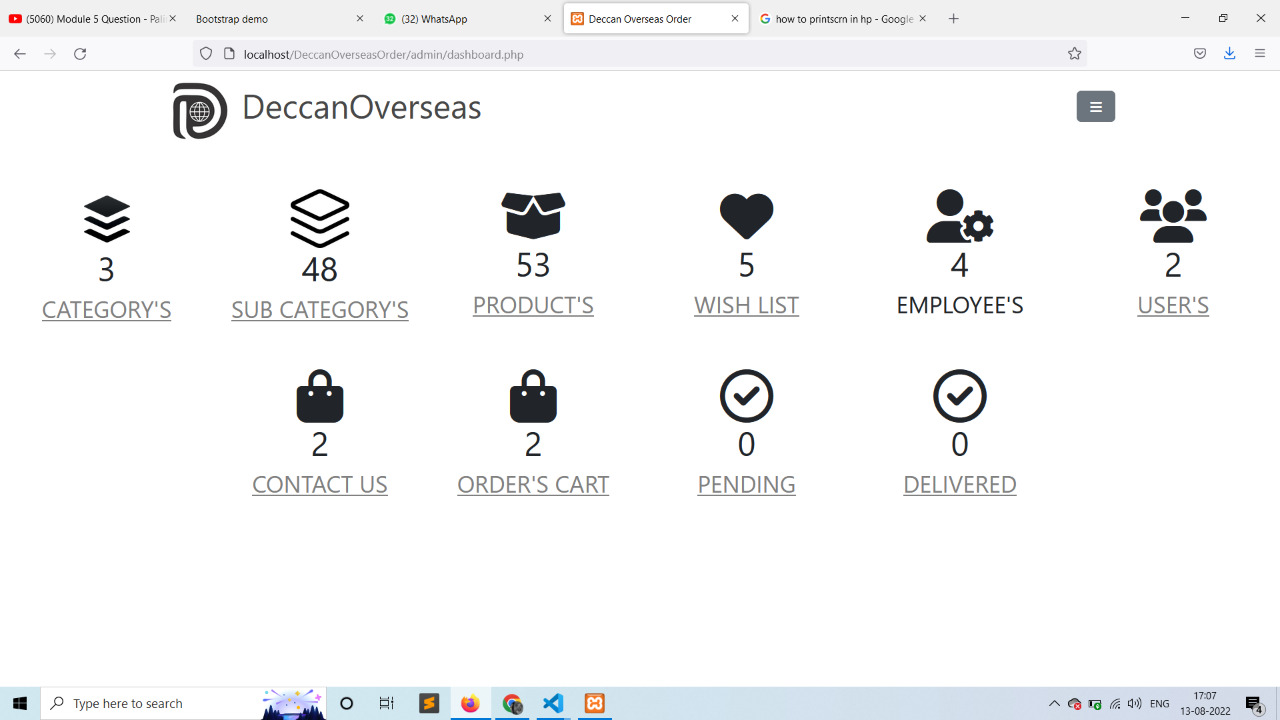 (5060) Module 5 Question - Pali
Bootstrap demo
(32) WhatsApp
Deccan Overseas Order
how to printscrn in hp - Google
localhost/DeccanOverseasOrder/admin/dashboard.php
DeccanOverseas
3
48
53
5
4
2
CATEGORY'S
SUB CATEGORY'S
PRODUCT'S
WISH LIST
EMPLOYEE'S
USER'S
2
2
0
0
CONTACT US
ORDER'S CART
PENDING
DELIVERED
Type here to search
ENG
17:07
13-08-2022
4